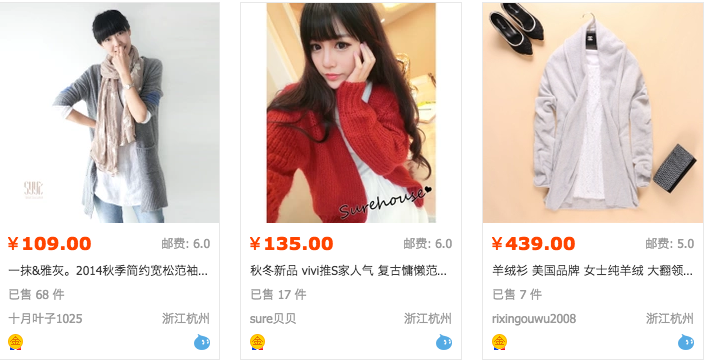 Surehouse
¥109.00 邮费: 6.0
一抹&雅灰。2014秋季简约宽松范袖...
已售 68 件
十月叶子1025 浙江杭州
¥135.00 邮费: 6.0
秋冬新品 vivi推S家人气 复古慵懒范...
已售 17 件
sure贝贝 浙江杭州
¥439.00 邮费: 5.0
羊绒衫 美国品牌 女士纯羊绒 大翻领...
已售 7 件
rixingouwu2008 浙江杭州